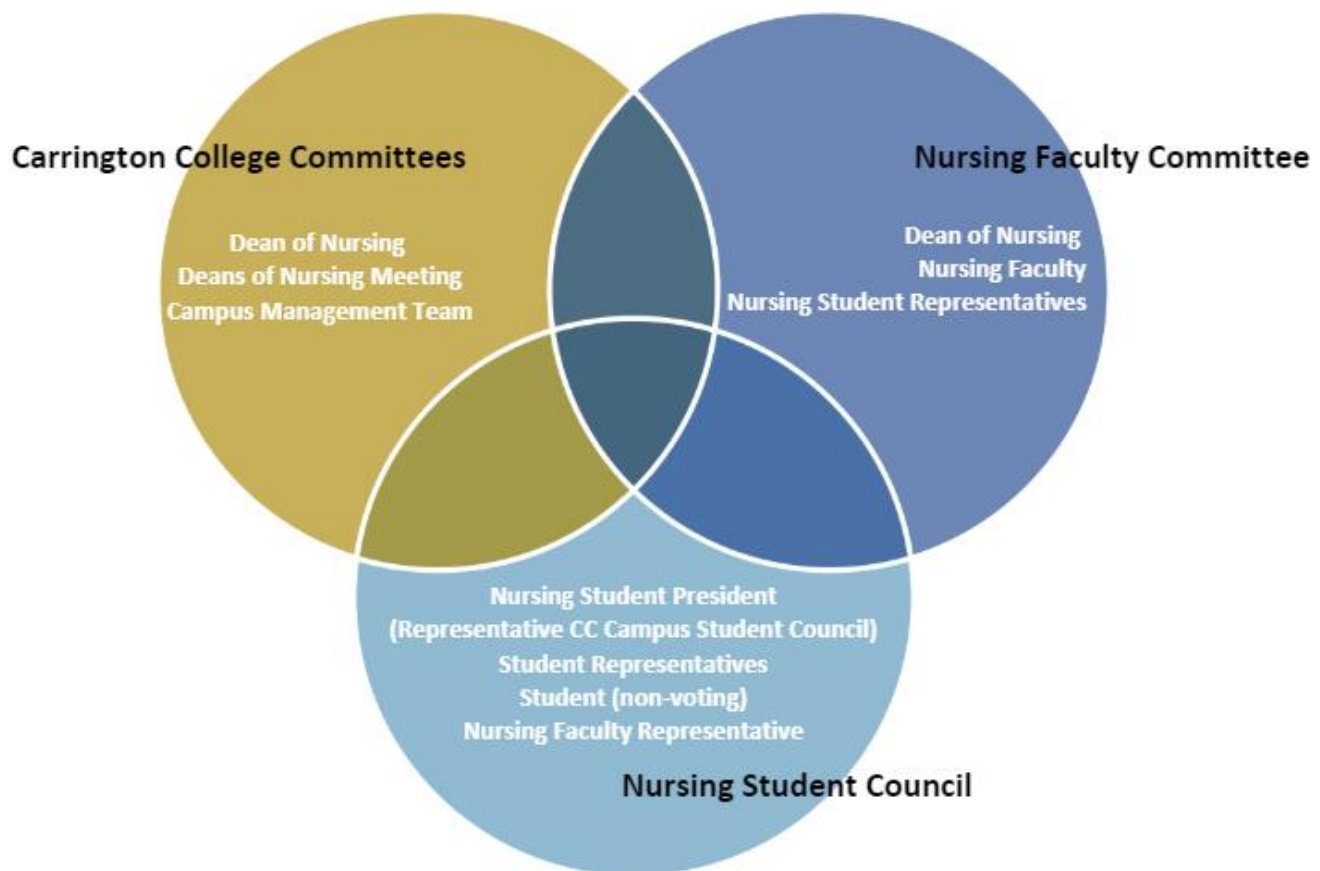 Carrington College Committees
Dean of Nursing
Deans of Nursing Meeting
Campus Management Team
Nursing Faculty Committee
Dean of Nursing
Nursing Faculty
Nursing Student Representatives
Nursing Student President
(Representative CC Campus Student Council)
Student Representatives
Student (non-voting)
Nursing Faculty Representative
Nursing Student Council